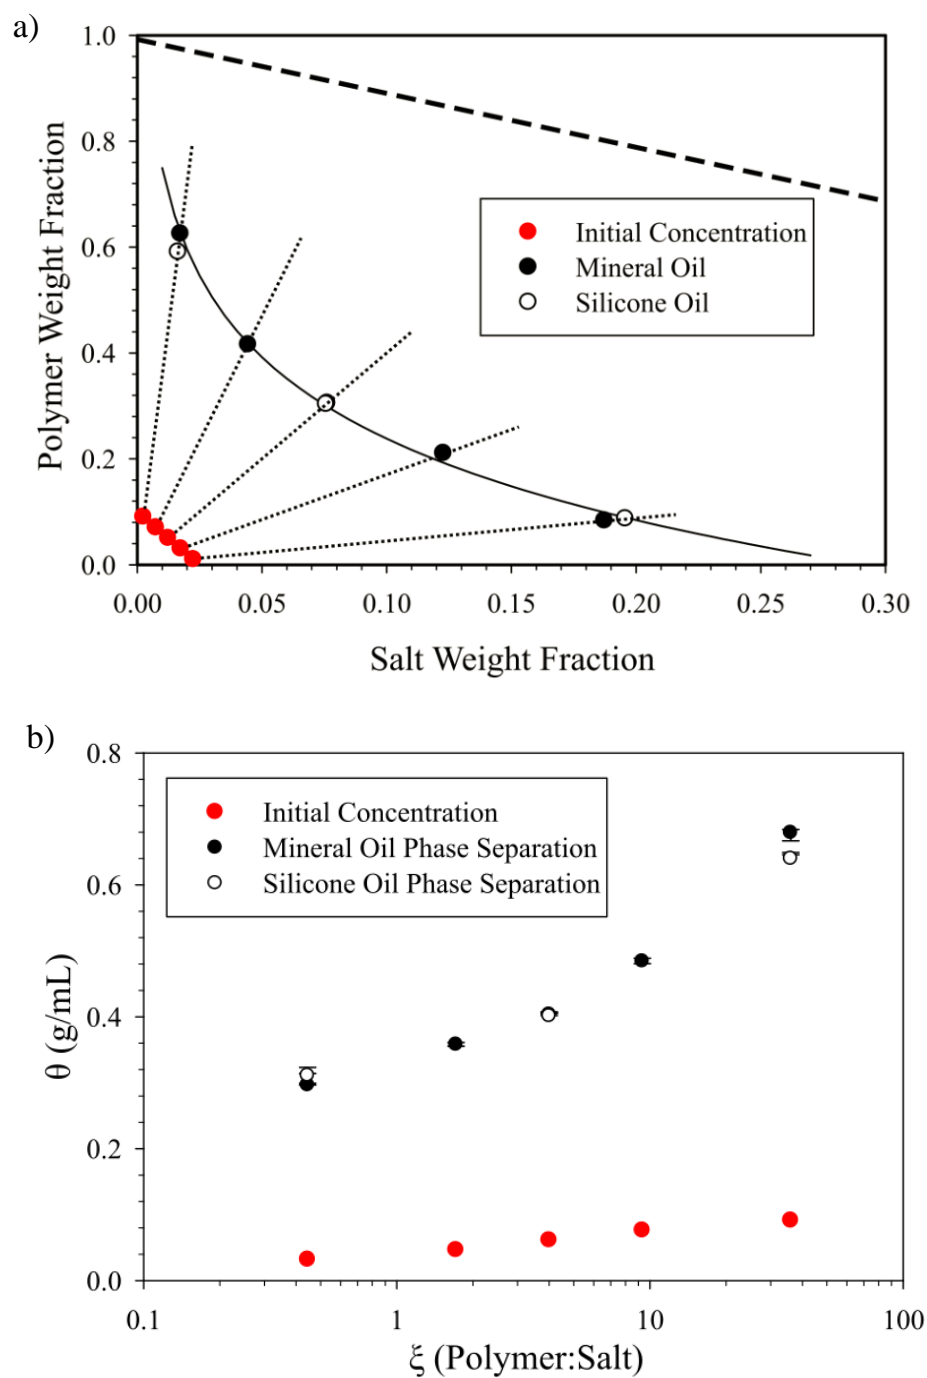 a)
1.0
0.8
0.6
0.4
0.2
0.0
Polymer Weight Fraction
Initial Concentration
Mineral Oil
Silicone Oil
0.00 0.05 0.10 0.15 0.20 0.25 0.30
Salt Weight Fraction
b)
0.8
0.6
0.4
0.2
0.0
θ (g/mL)
Initial Concentration
Mineral Oil Phase Separation
Silicone Oil Phase Separation
0.1 1 10 100
ξ (Polymer:Salt)